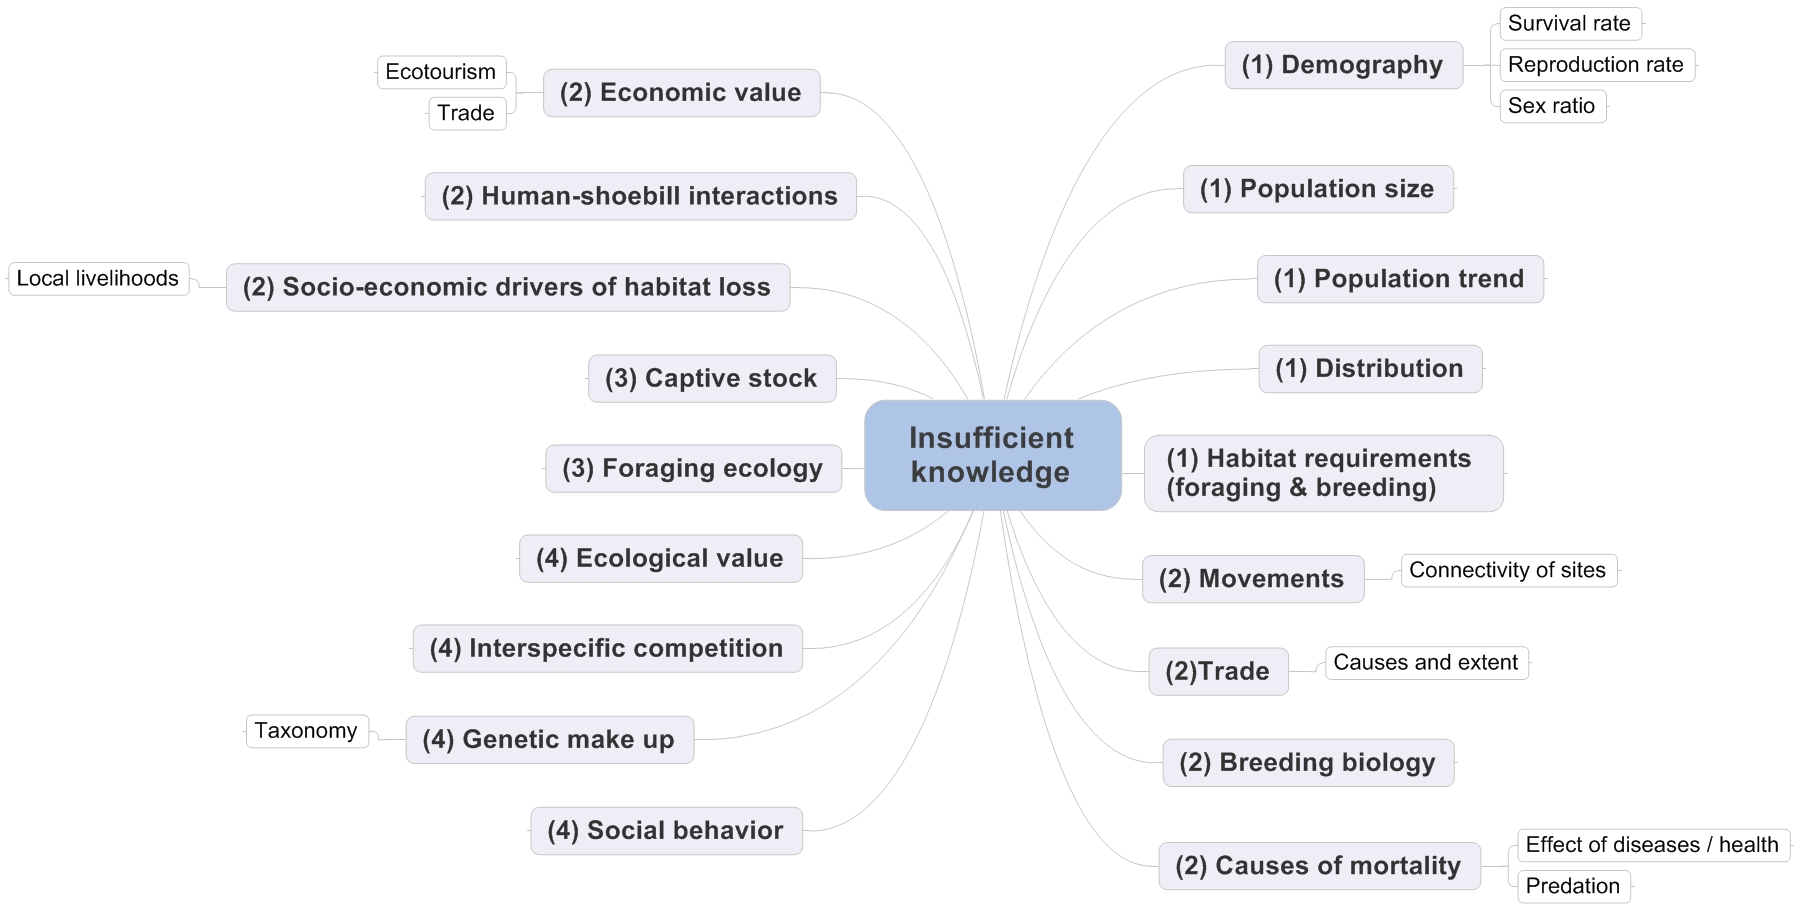 Insufficient
knowledge
(1) Demography
Survival rate
Reproduction rate
Sex ratio
(1) Population size
(1) Population trend
(1) Distribution
(1) Habitat requirements
(foraging & breeding)
(2) Movements
Connectivity of sites
(2)Trade
Causes and extent
(2) Breeding biology
(2) Causes of mortality
Effect of diseases / health
Predation
(2) Economic value
Ecotourism
Trade
(2) Human-shoebill interactions
(2) Socio-economic drivers of habitat loss
Local livelihoods
(3) Captive stock
(3) Foraging ecology
(4) Ecological value
(4) Interspecific competition
(4) Genetic make up
Taxonomy
(4) Social behavior